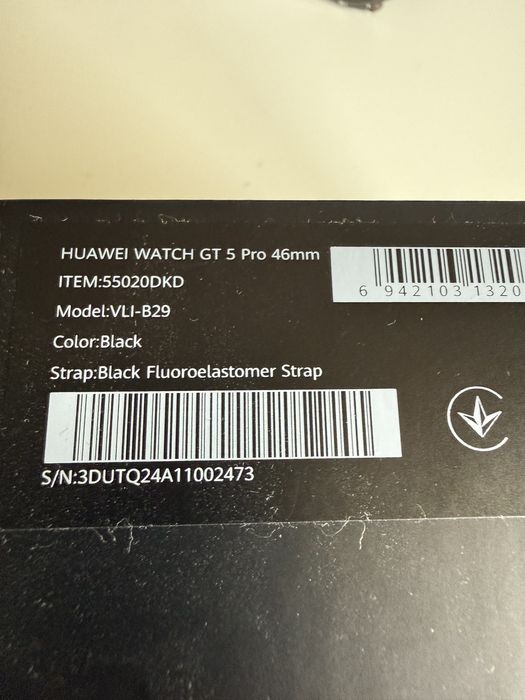 HUAWEI WATCH GT 5 Pro 46mm
ITEM:55020DKD
Model:VLI-B29
Color:Black
Strap:Black Fluoroelastomer Strap
S/N:3DUTQ24A11002473
6 942103 1320